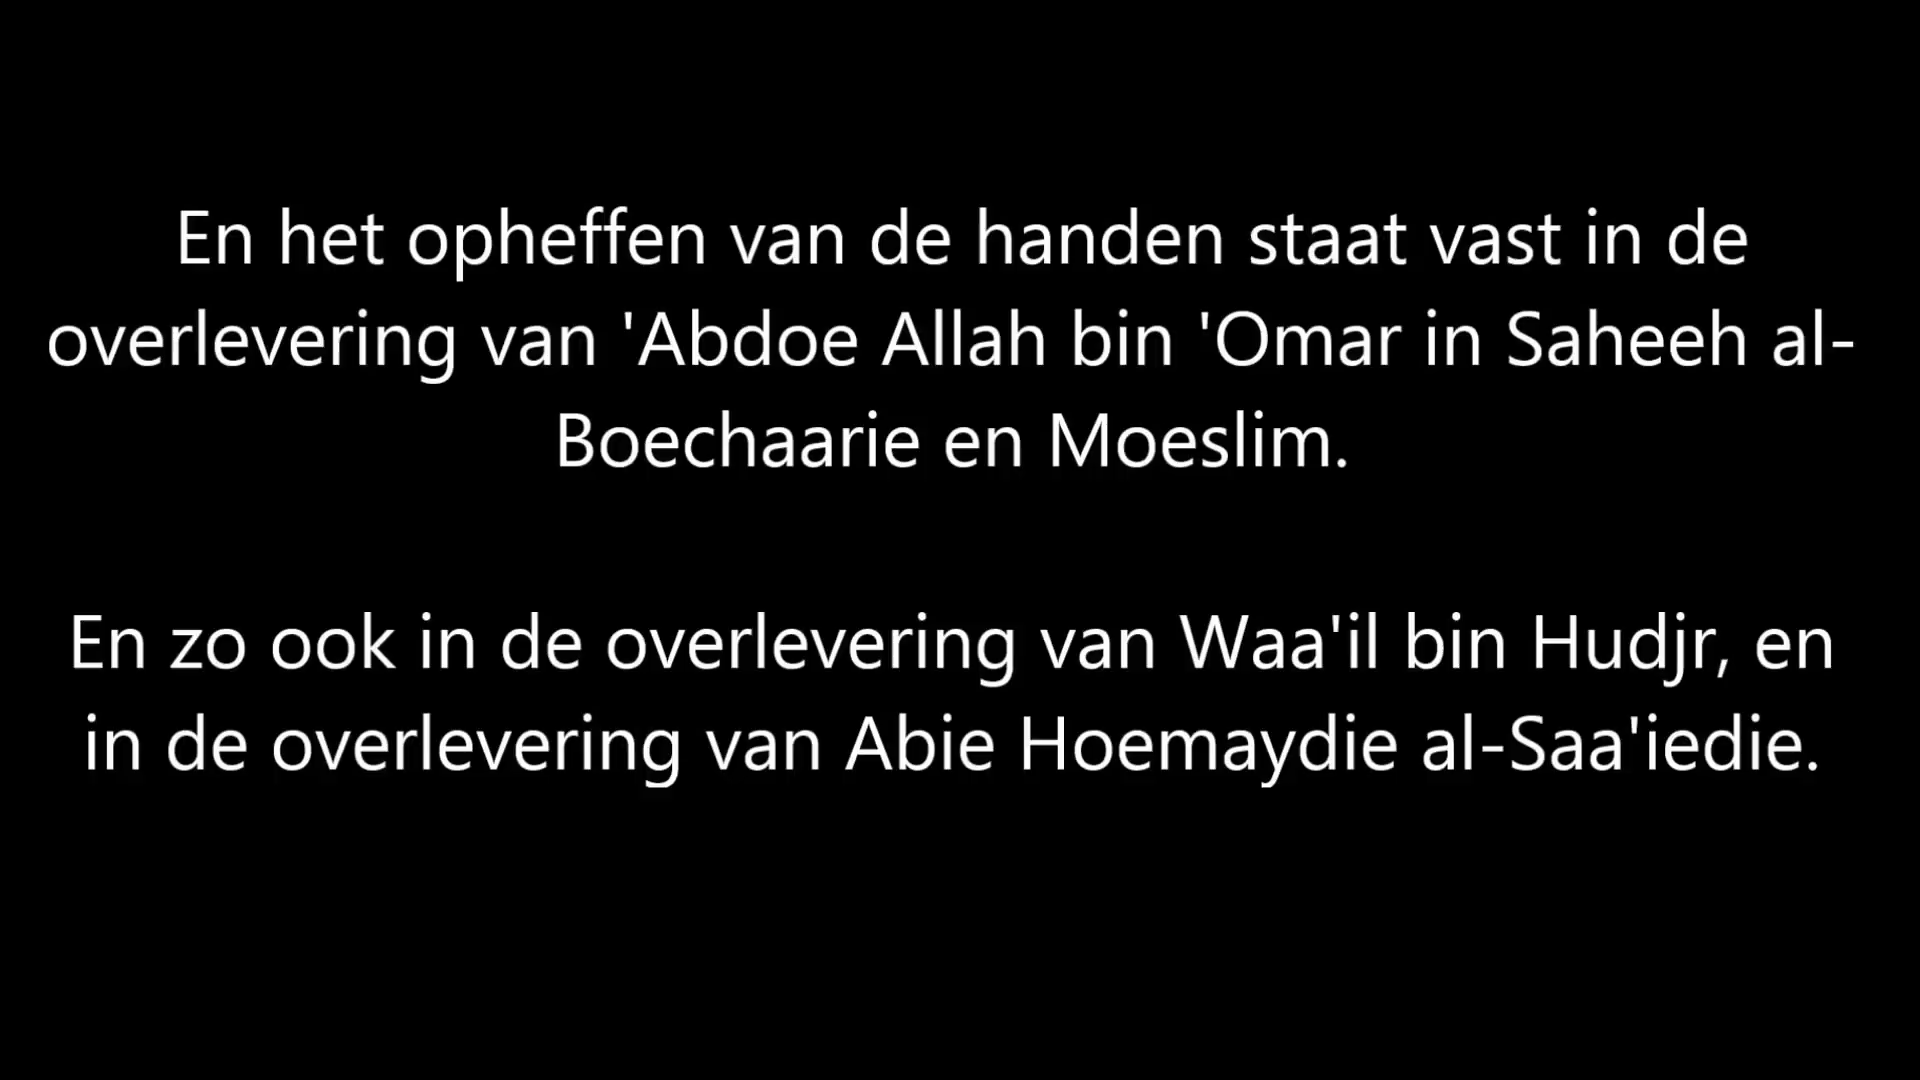 En het opheffen van de handen staat vast in de
overlevering van 'Abdoe Allah bin 'Omar in Saheeh al-
Boechaarie en Moeslim.
En zo ook in de overlevering van Waa'il bin Hudjr, en
in de overlevering van Abie Hoemaydie al-Saa'iedie.